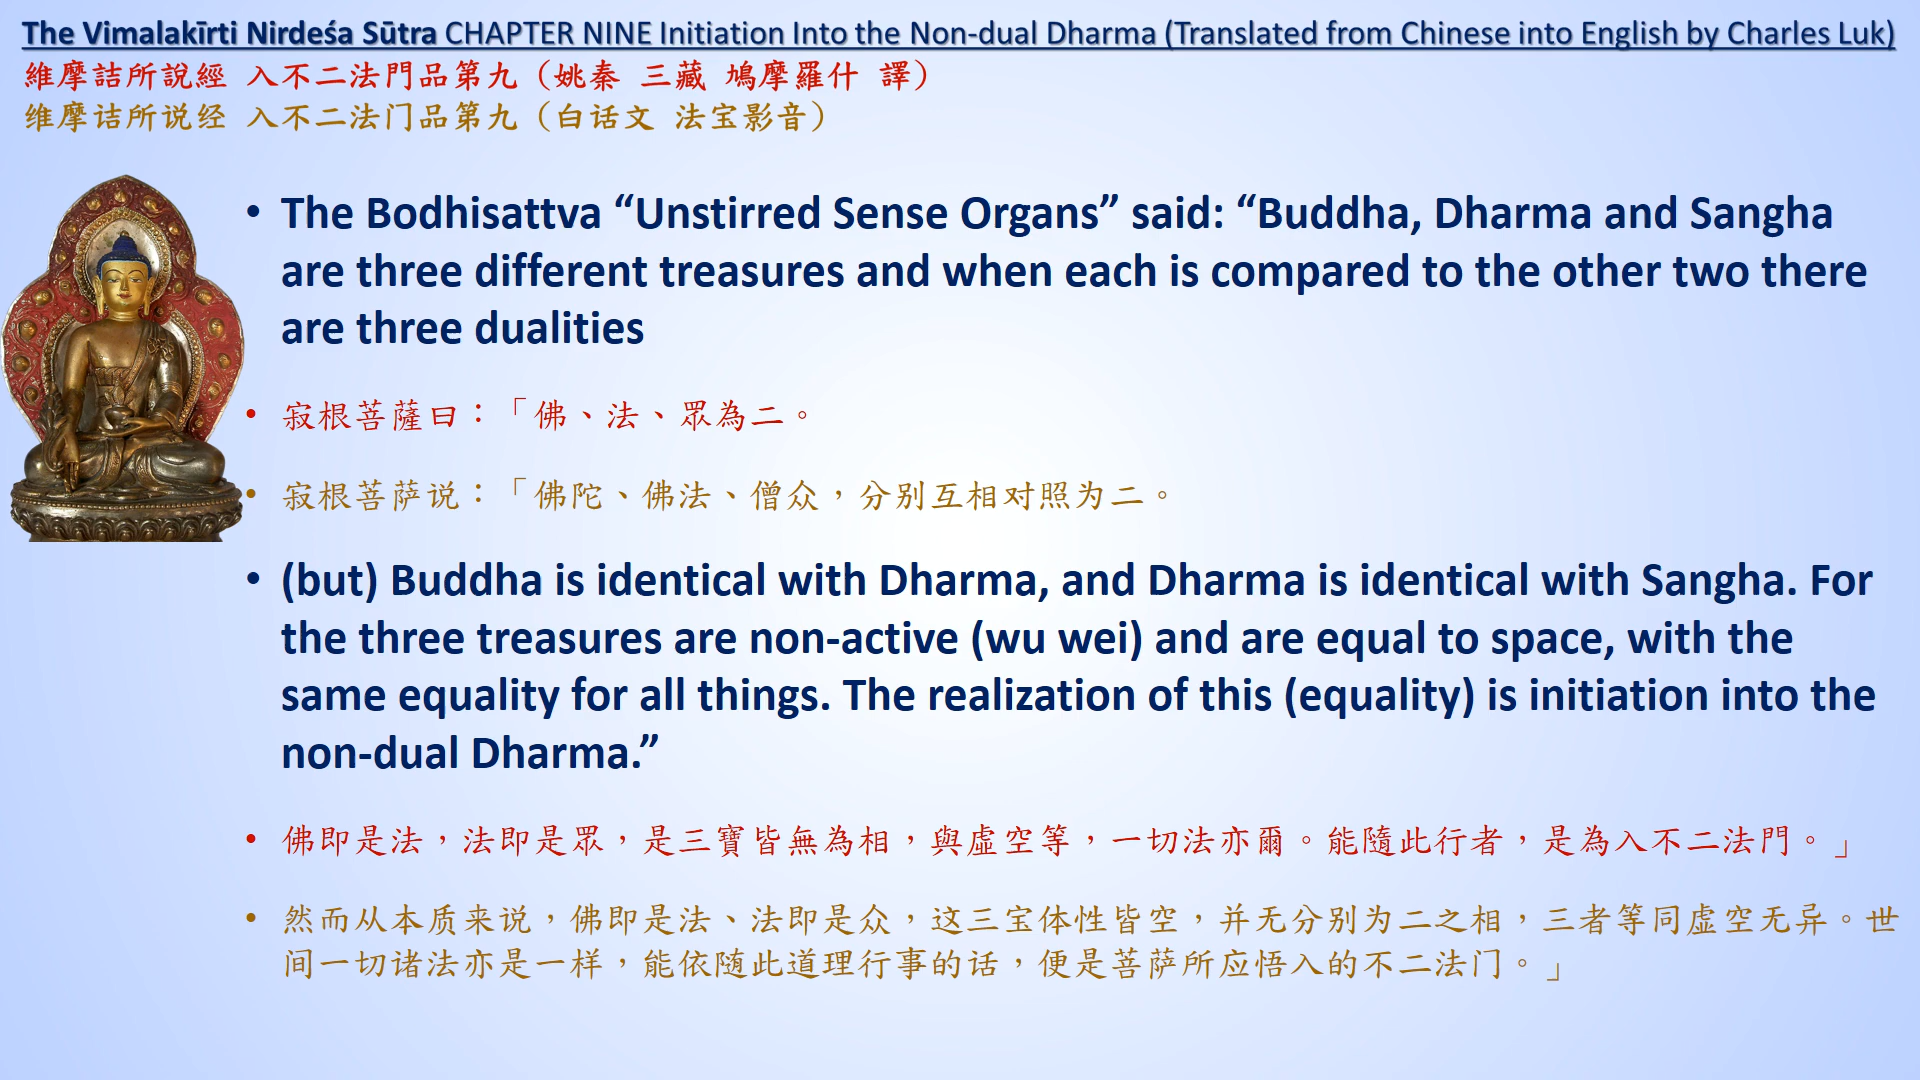 The Vimalakīrti Nirdeśa Sūtra CHAPTER NINE Initiation Into the Non-dual Dharma (Translated from Chinese into English by Charles Luk)
維摩詰所說經 入不二法門品第九（姚秦 三藏 鳩摩羅什 譯）
维摩诘所说经 入不二法门品第九（白话文 法宝影音）
• The Bodhisattva “Unstirred Sense Organs” said: “Buddha, Dharma and Sangha
are three different treasures and when each is compared to the other two there
are three dualities
• 寂根菩薩曰：「佛、法、眾為二。
• 寂根菩萨说：「佛陀、佛法、僧众，分别互相对照为二。
• (but) Buddha is identical with Dharma, and Dharma is identical with Sangha. For
the three treasures are non-active (wu wei) and are equal to space, with the
same equality for all things. The realization of this (equality) is initiation into the
non-dual Dharma.”
• 佛即是法，法即是眾，是三寶皆無為相，與虛空等，一切法亦爾。能隨此行者，是為入不二法門。」
• 然而从本质来说，佛即是法、法即是众，这三宝体性皆空，并无分别为二之相，三者等同虚空无异。世
间一切诸法亦是一样，能依随此道理行事的话，便是菩萨所应悟入的不二法门。」